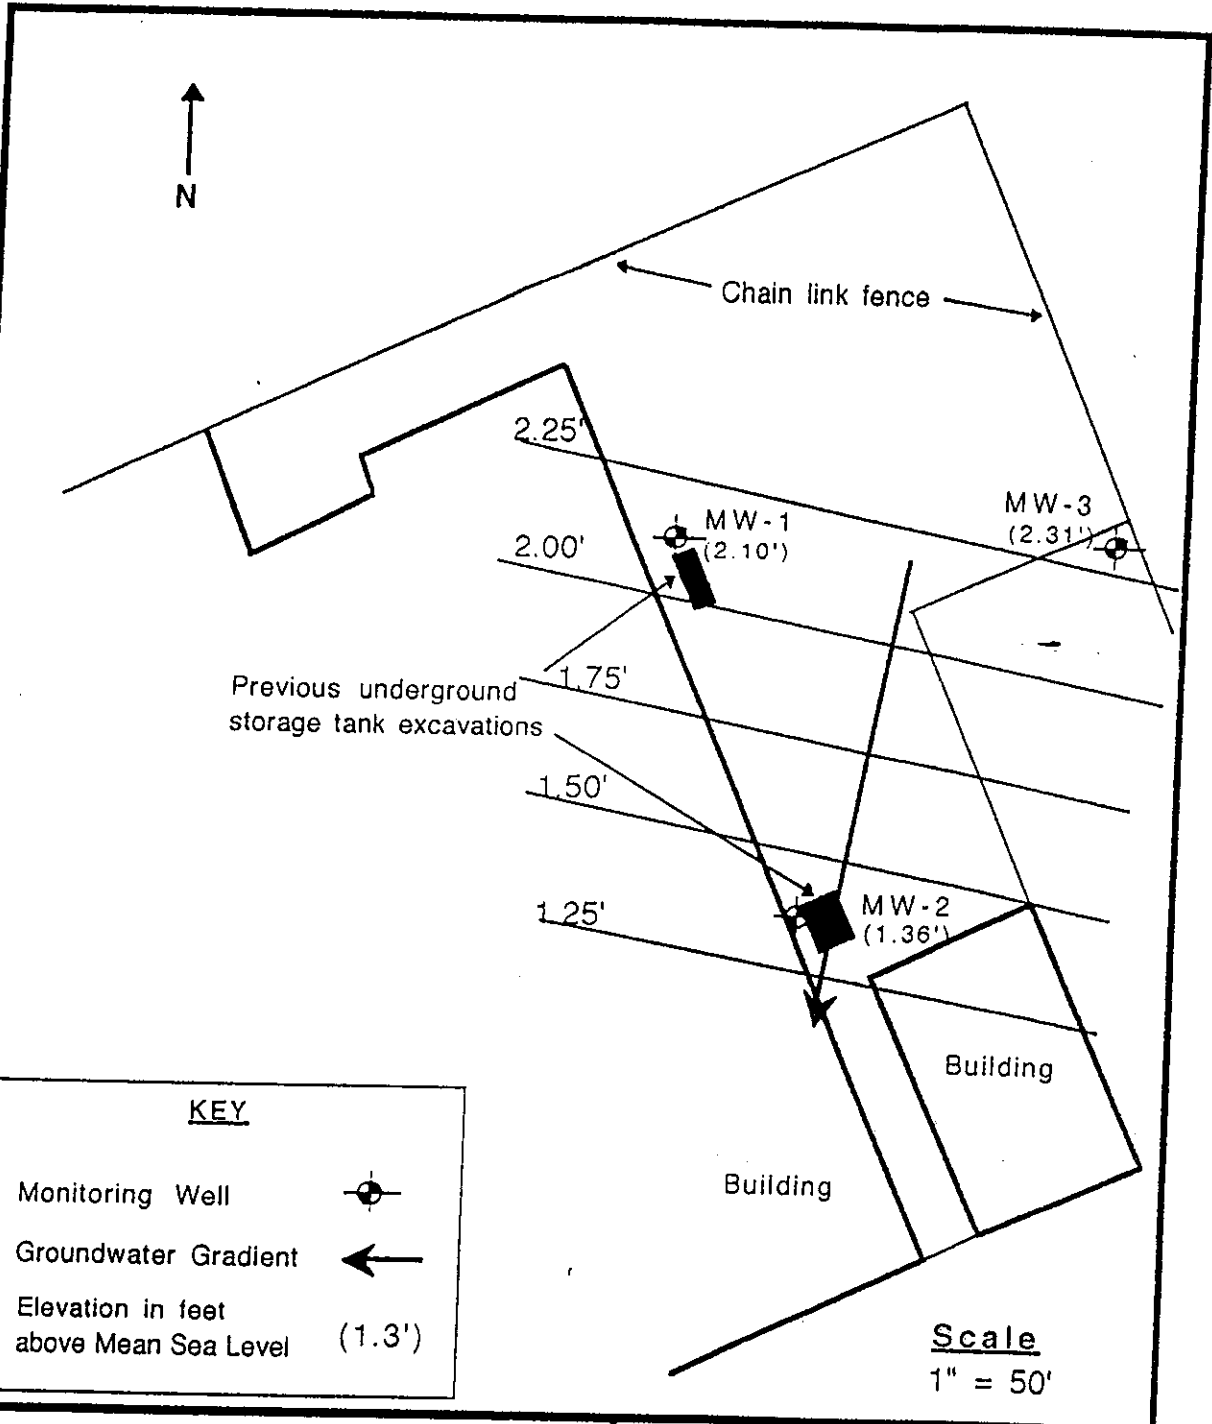 N
Chain link fence
2.25'
MW-3
(2.31')
MW-1
(2.10')
2.00'
1.75'
Previous underground
storage tank excavations
1.50'
MW-2
(1.36')
1.25'
Building
Building
KEY
Monitoring Well
Groundwater Gradient
Elevation in feet
above Mean Sea Level
(1.3')
Scale
1" = 50'